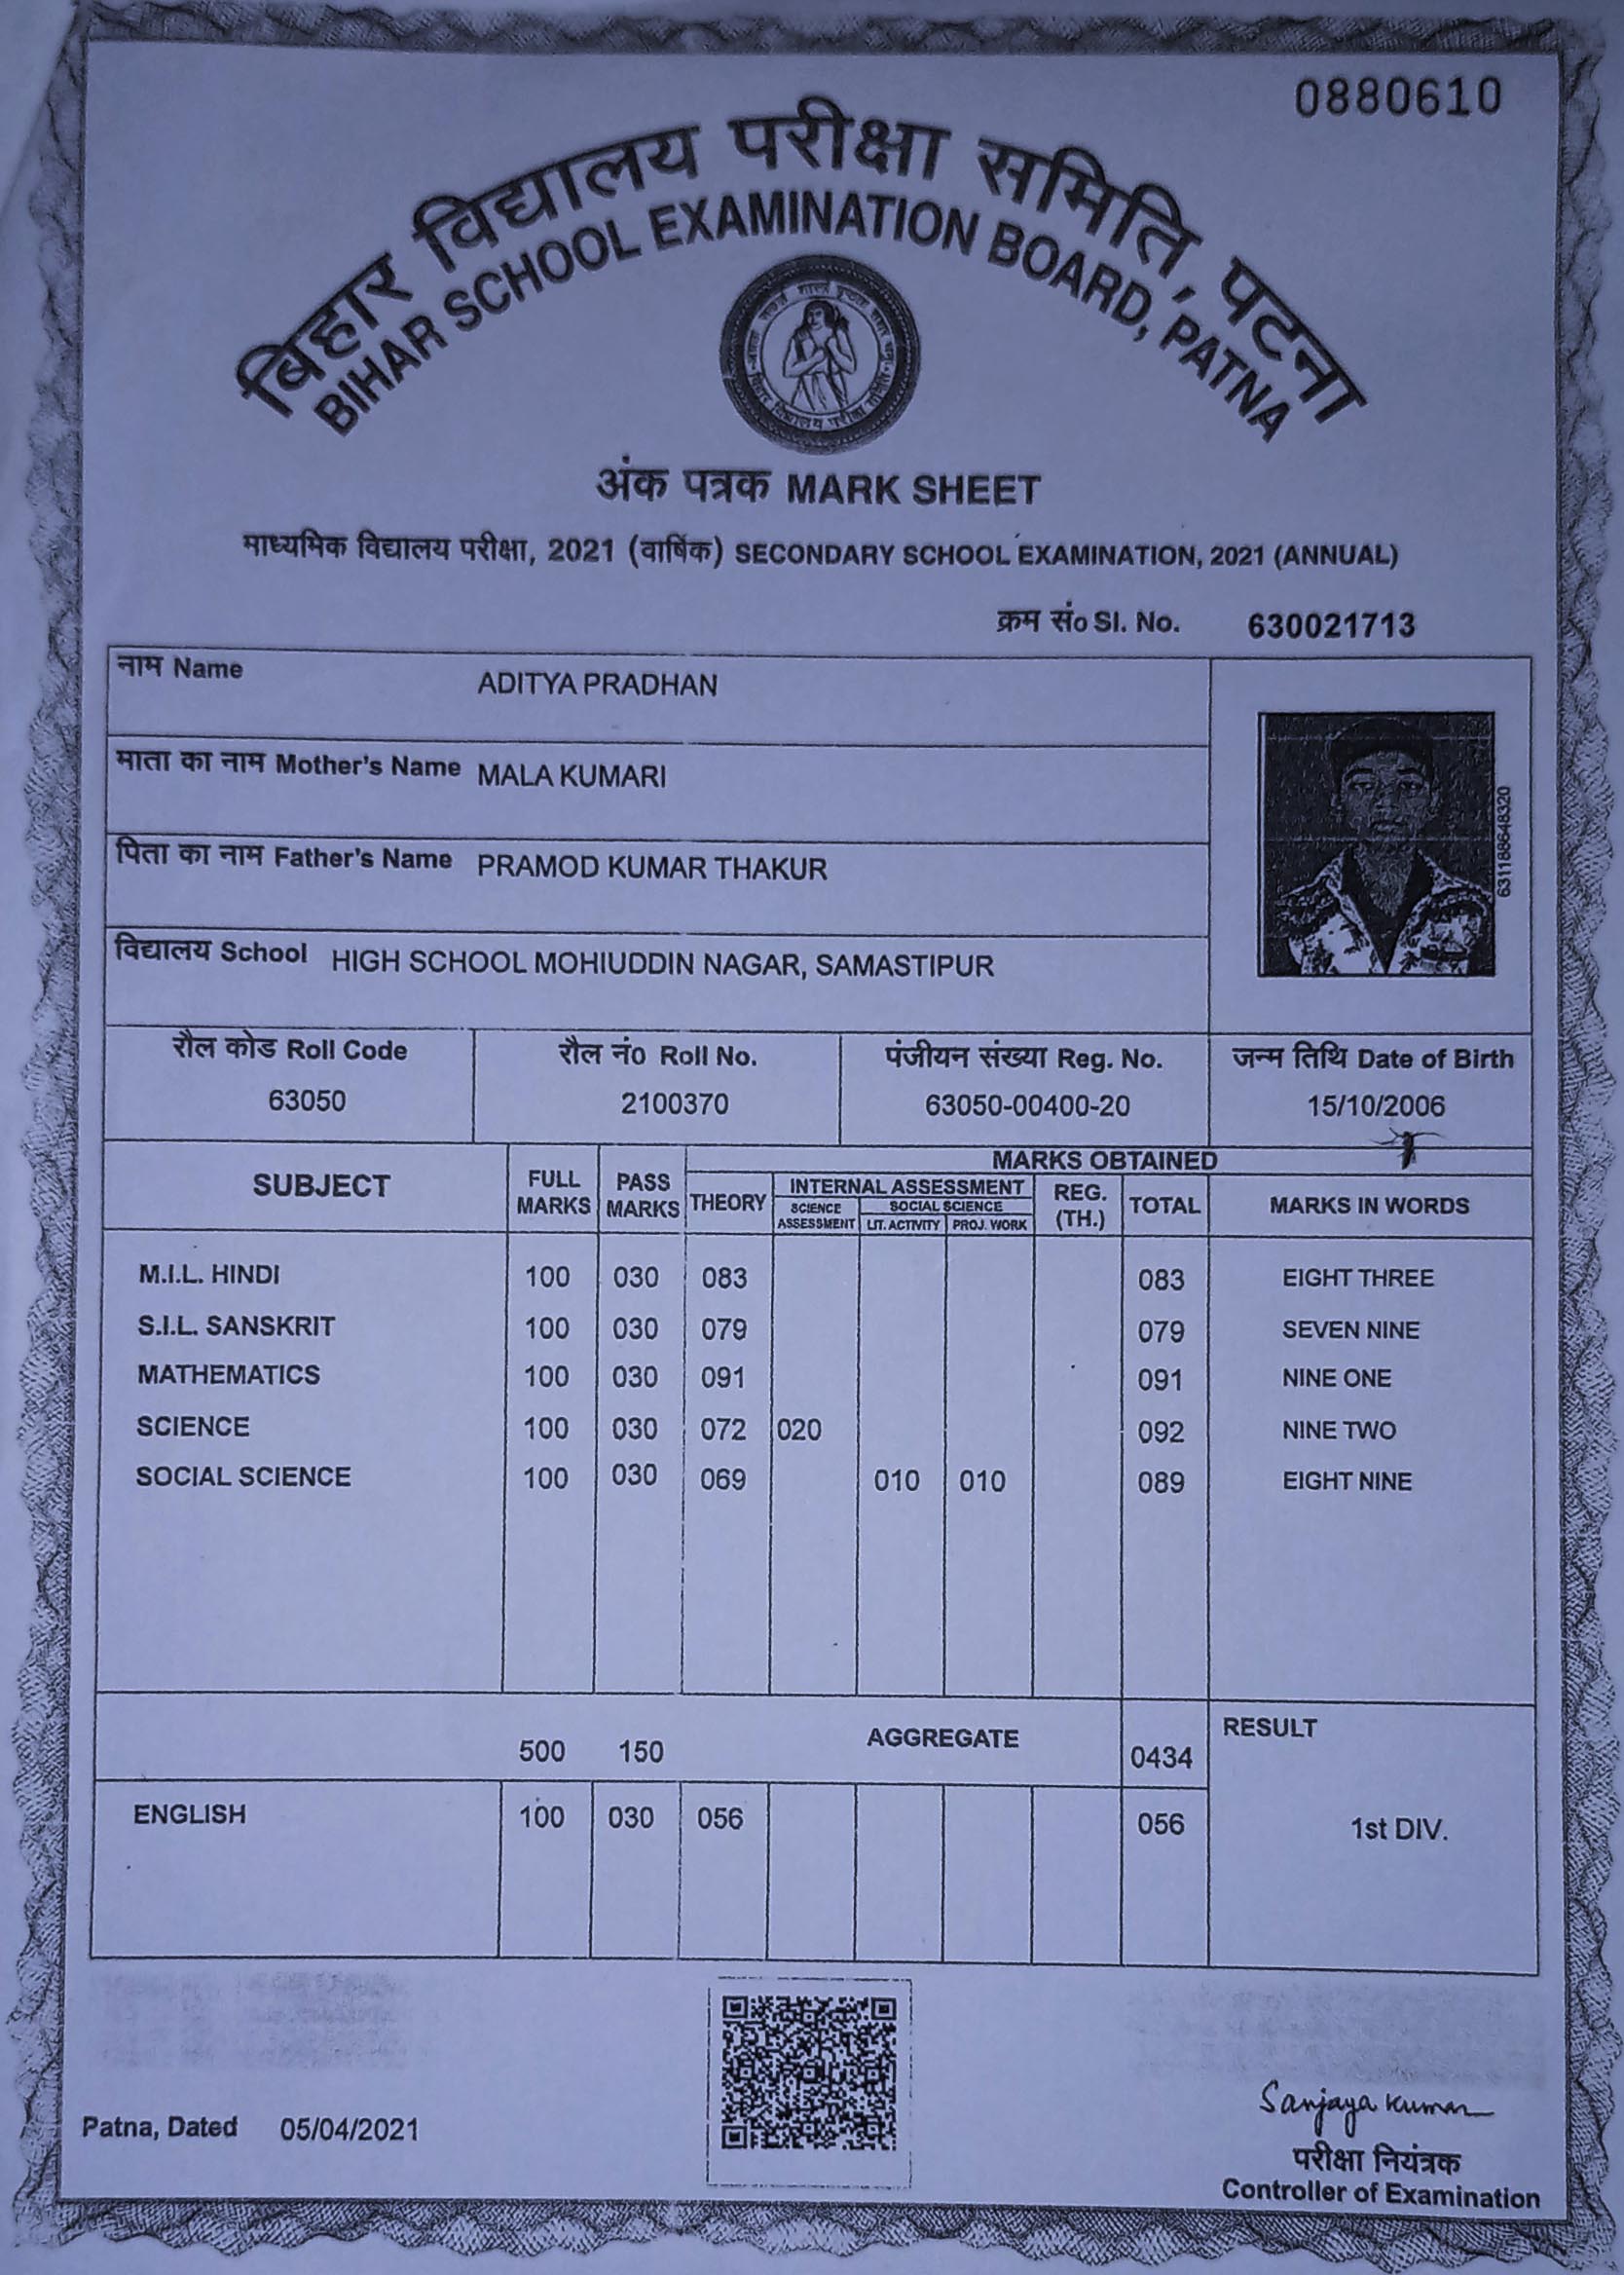 0880610
बिहार विद्यालय परीक्षा समिति, पटना
BIHAR SCHOOL EXAMINATION BOARD, PATNA
अंक पत्रक MARK SHEET
माध्यमिक विद्यालय परीक्षा, 2021 (वार्षिक) SECONDARY SCHOOL EXAMINATION, 2021 (ANNUAL)
क्रम सं० Sl. No. 630021713
नाम Name ADITYA PRADHAN
माता का नाम Mother's Name MALA KUMARI
पिता का नाम Father's Name PRAMOD KUMAR THAKUR
विद्यालय School HIGH SCHOOL MOHIUDDIN NAGAR, SAMASTIPUR
63118864832​0
रौल कोड Roll Code रौल नं० Roll No. पंजीयन संख्या Reg. No. जन्म तिथि Date of Birth
63050 2100370 63050-00400-20 15/10/2006
MARKS OBTAINED
SUBJECT FULL MARKS PASS MARKS THEORY INTERNAL ASSESSMENT REG. (TH.) TOTAL MARKS IN WORDS
SCIENCE ASSESSMENT SOCIAL SCIENCE
LIT. ACTIVITY PROJ. WORK
M.I.L. HINDI 100 030 083 083 EIGHT THREE
S.I.L. SANSKRIT 100 030 079 079 SEVEN NINE
MATHEMATICS 100 030 091 091 NINE ONE
SCIENCE 100 030 072 020 092 NINE TWO
SOCIAL SCIENCE 100 030 069 010 010 089 EIGHT NINE
500 150 AGGREGATE 0434 RESULT
ENGLISH 100 030 056 056 1st DIV.
Patna, Dated 05/04/2021
Sanjaya Kumar
परीक्षा नियंत्रक
Controller of Examination